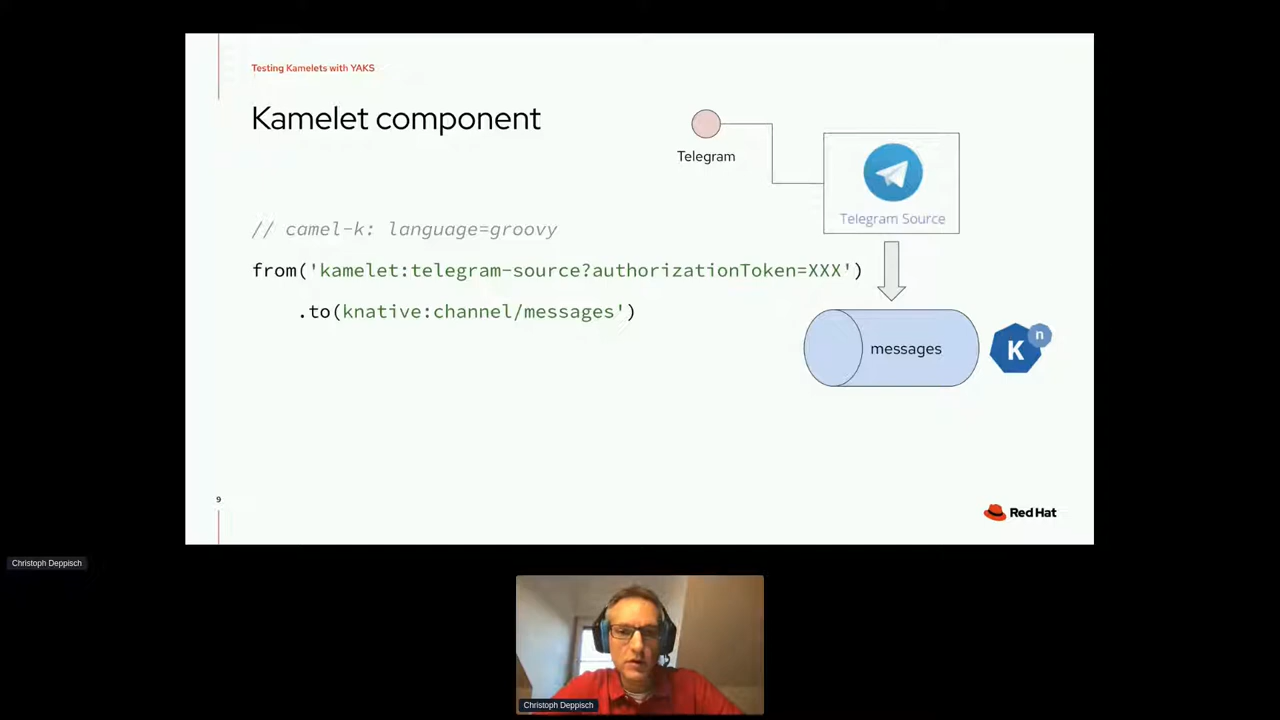 Testing Kamelets with YAKS
Kamelet component
Telegram
Telegram Source
// camel-k: language=groovy
from('kamelet:telegram-source?authorizationToken=XXX')
.to(knative:channel/messages')
messages
K
n
9
Red Hat
Christoph Deppisch
Christoph Deppisch